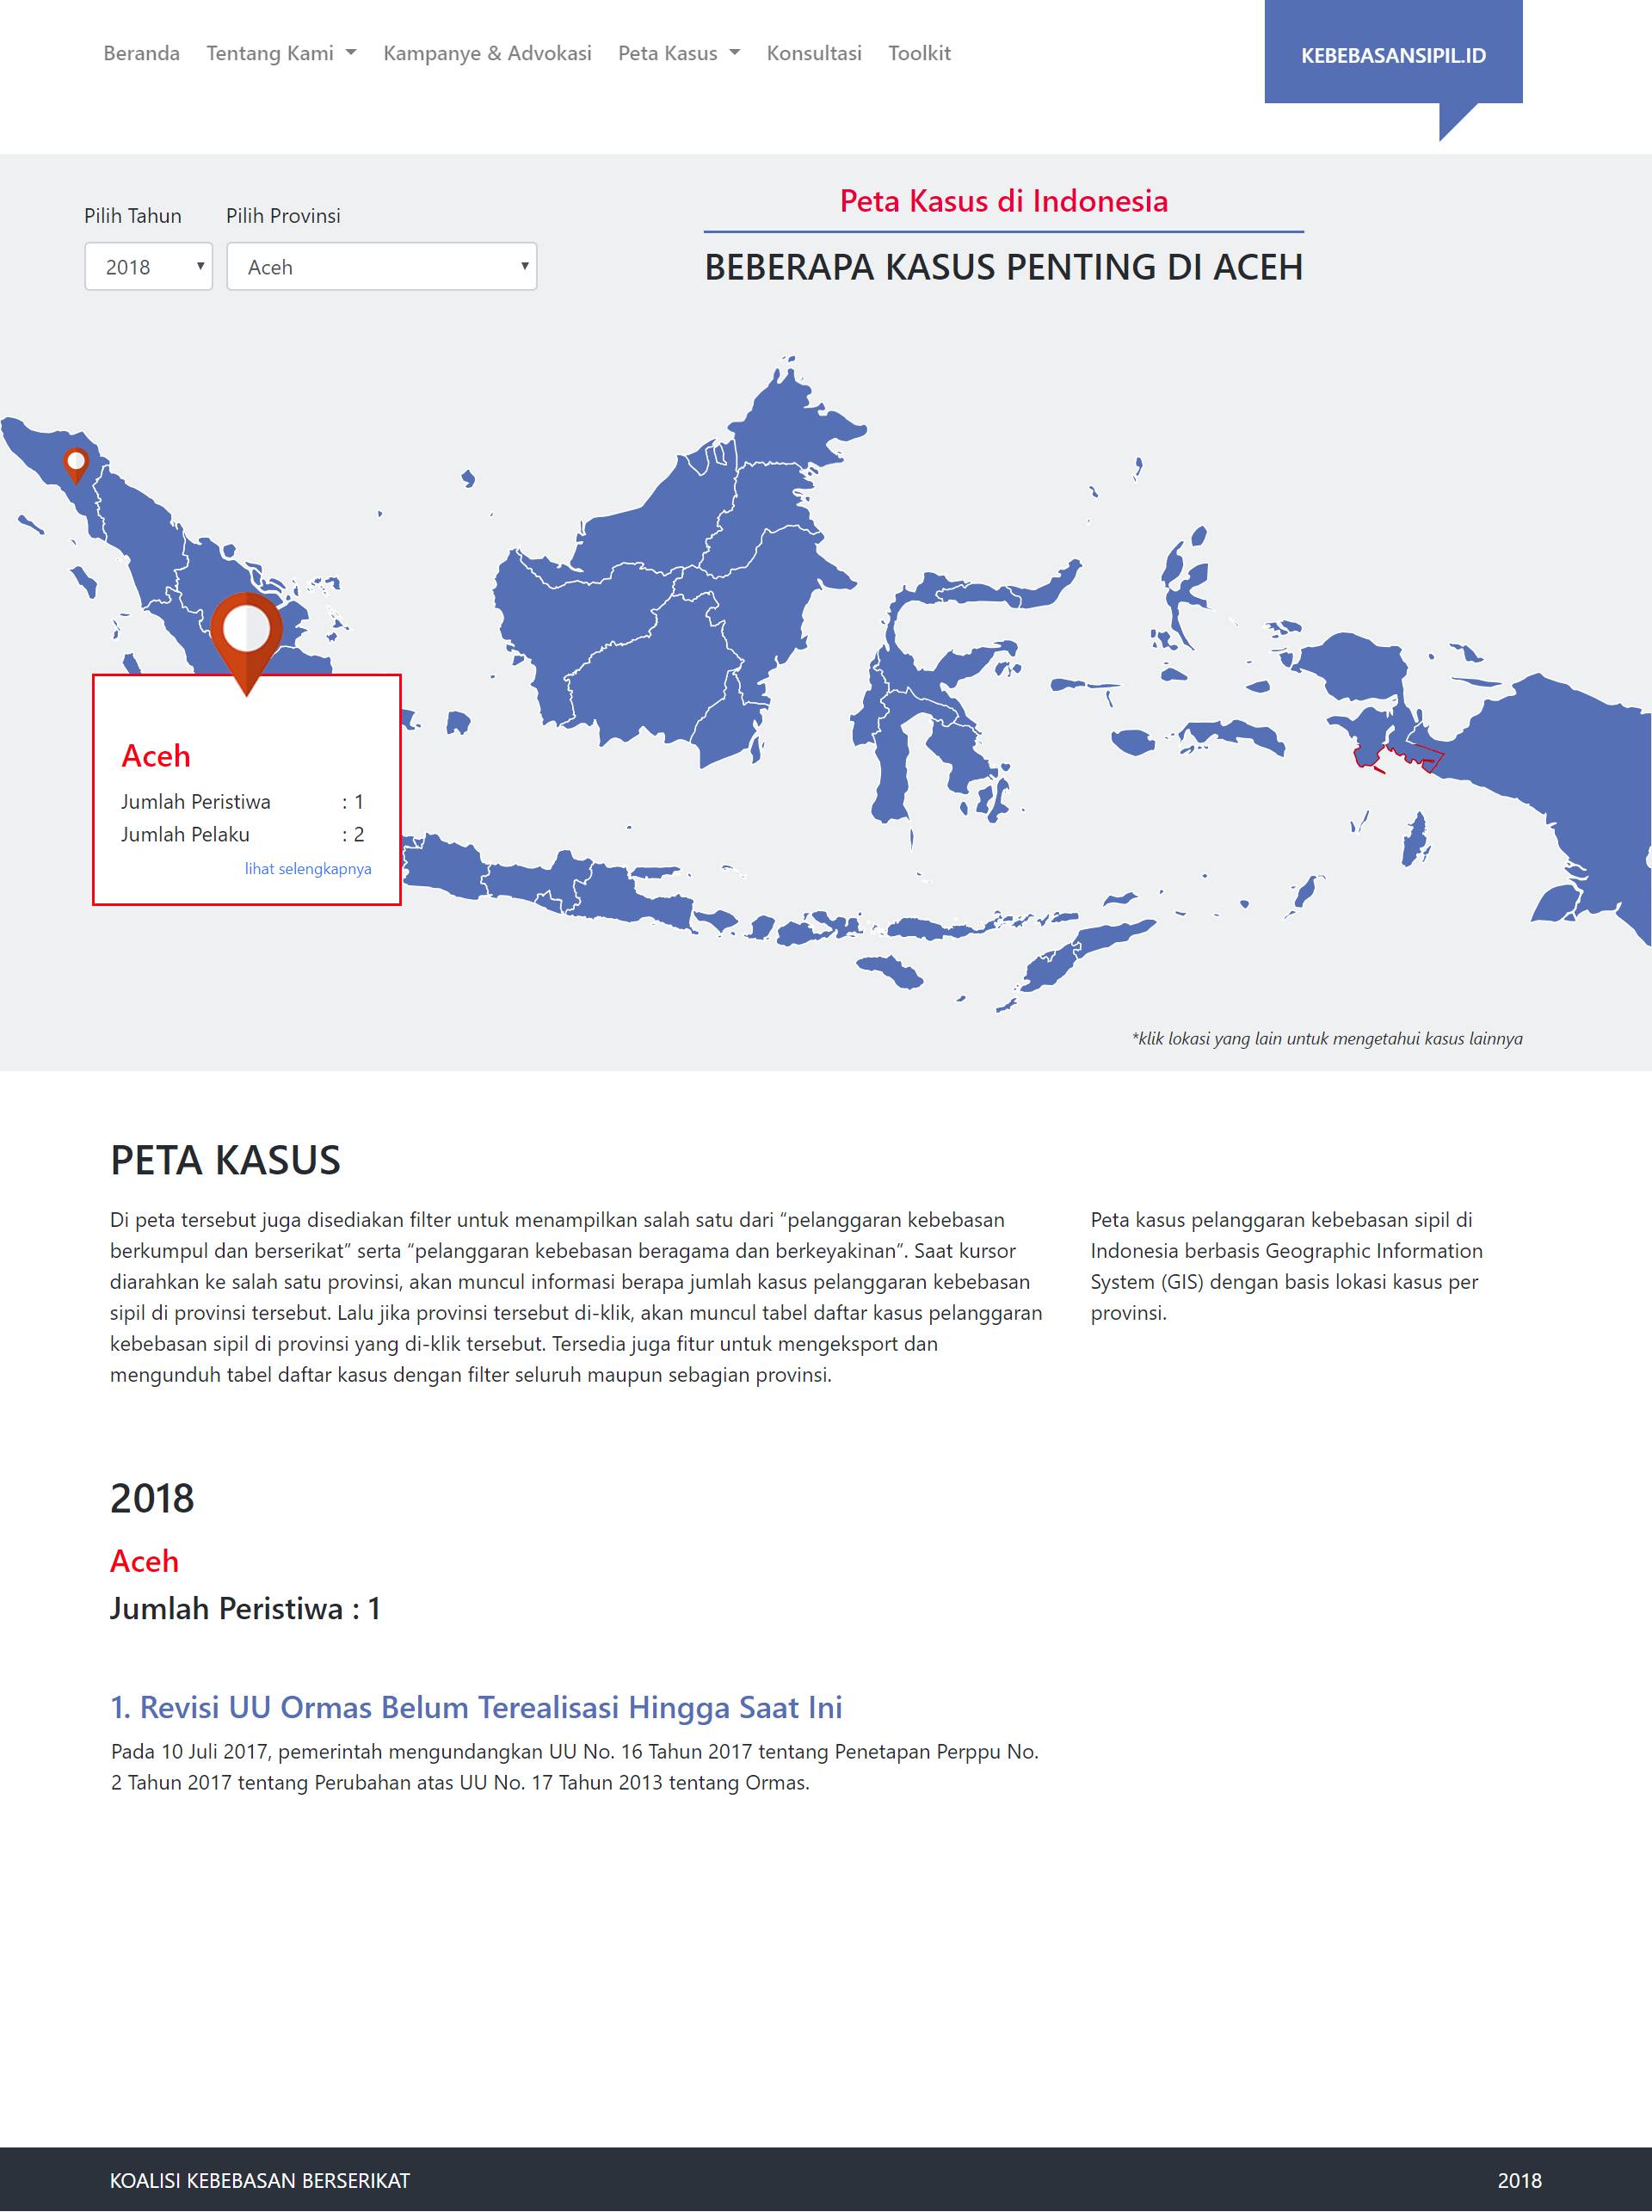 Beranda Tentang Kami Kampanye & Advokasi Peta Kasus Konsultasi Toolkit
KEBEBASANSIPIL.ID
Pilih Tahun Pilih Provinsi
2018 Aceh
Peta Kasus di Indonesia
BEBERAPA KASUS PENTING DI ACEH
Aceh
Jumlah Peristiwa : 1
Jumlah Pelaku : 2
lihat selengkapnya
*klik lokasi yang lain untuk mengetahui kasus lainnya
PETA KASUS
Di peta tersebut juga disediakan filter untuk menampilkan salah satu dari “pelanggaran kebebasan
berkumpul dan berserikat” serta “pelanggaran kebebasan beragama dan berkeyakinan”. Saat kursor
diarahkan ke salah satu provinsi, akan muncul informasi berapa jumlah kasus pelanggaran kebebasan
sipil di provinsi tersebut. Lalu jika provinsi tersebut di-klik, akan muncul tabel daftar kasus pelanggaran
kebebasan sipil di provinsi yang di-klik tersebut. Tersedia juga fitur untuk mengeksport dan
mengunduh tabel daftar kasus dengan filter seluruh maupun sebagian provinsi.
Peta kasus pelanggaran kebebasan sipil di
Indonesia berbasis Geographic Information
System (GIS) dengan basis lokasi kasus per
provinsi.
2018
Aceh
Jumlah Peristiwa : 1
1. Revisi UU Ormas Belum Terealisasi Hingga Saat Ini
Pada 10 Juli 2017, pemerintah mengundangkan UU No. 16 Tahun 2017 tentang Penetapan Perppu No.
2 Tahun 2017 tentang Perubahan atas UU No. 17 Tahun 2013 tentang Ormas.
KOALISI KEBEBASAN BERSERIKAT
2018